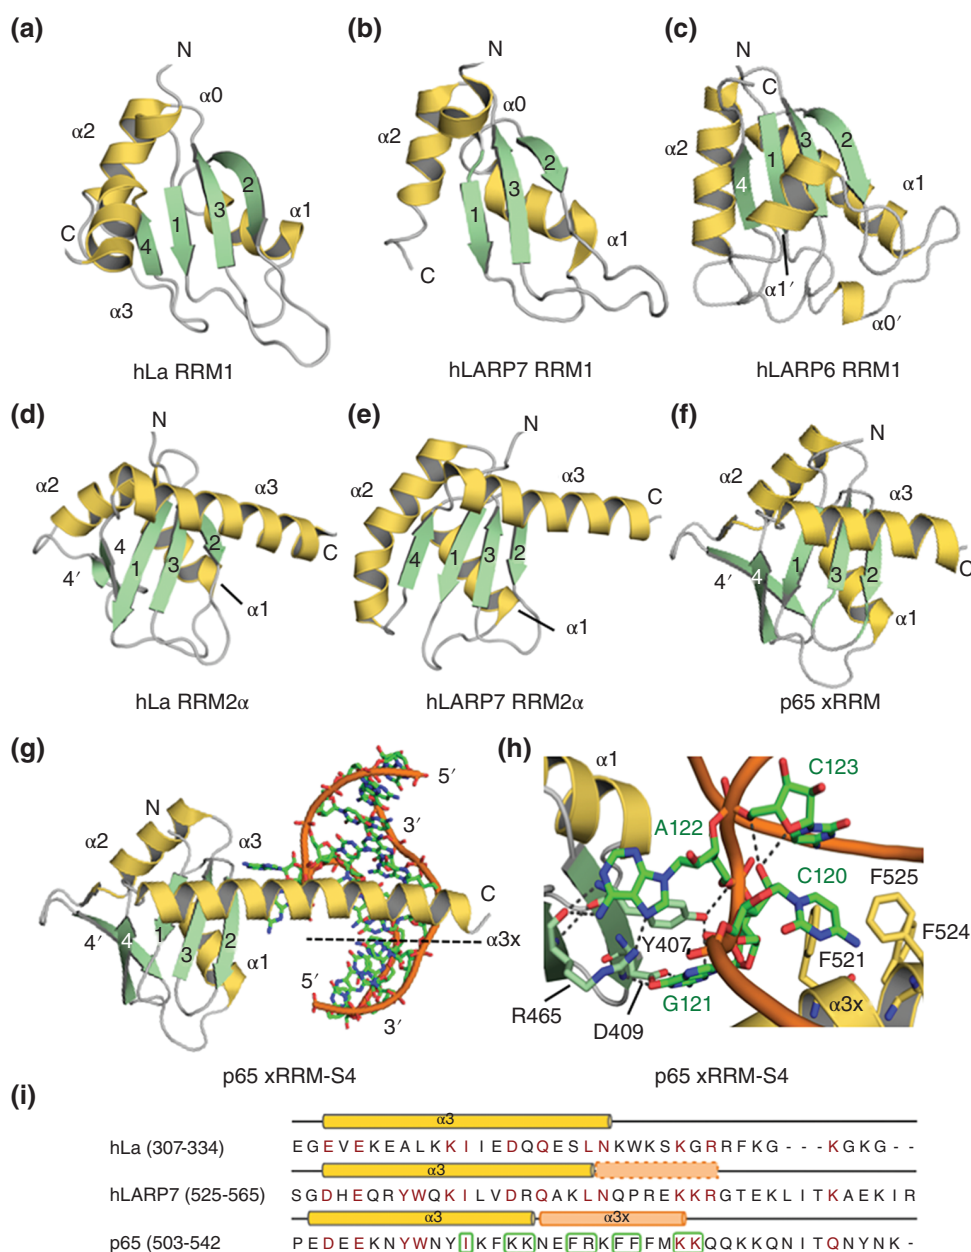 (a)
N
α0
α2
1
2
3
4
α1
C
α3
hLa RRM1
(b)
N
α0
α2
2
3
1
α1
C
hLARP7 RRM1
(c)
N
C
α2
1
3
2
4
α1
α1′
α0′
hLARP6 RRM1
(d)
N
α2
α3
4
1
3
2
C
4′
α1
hLa RRM2α
(e)
N
α2
α3
C
4
1
3
2
α1
hLARP7 RRM2α
(f)
N
α2
α3
1
3
2
C
4′
4
α1
p65 xRRM
(g)
5′
N
α2
α3
3′
C
4′
4
1
3
2
α1
α3x
5′
3′
p65 xRRM-S4
(h)
α1
C123
A122
C120
F525
F524
Y407
F521
R465
D409
G121
α3x
p65 xRRM-S4
(i)
α3
hLa (307-334) EGEVEKEALKKIIEDQQESLNKWKSKGRRFKG---KGKG--
α3
hLARP7 (525-565) SGDHEQRYWQKILVDRQAKLNQPREKKRGTEKLITKAEKIR
α3 α3x
p65 (503-542 PEDEEKNYWNYIKFKKNEFRKFFFMKKQQKKQNITQNYNK-